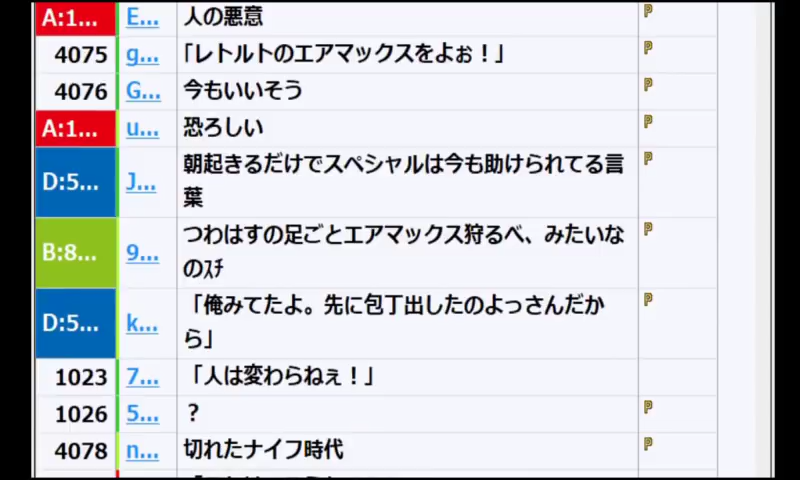 A:1... E... 人の悪意 P
4075 g... 「レトルトのエアマックスをよぉ！」 P
4076 G... 今もいいそう P
A:1... u... 恐ろしい P
D:5... J... 朝起きるだけでスペシャルは今も助けられてる言 P
葉
B:8... 9... つわはすの足ごとエアマックス狩るべ、みたいな P
のｽﾁ
D:5... k... 「俺みてたよ。先に包丁出したのよっさんだか P
ら」
1023 7... 「人は変わらねぇ！」
1026 5... ？ P
4078 n... 切れたナイフ時代 P